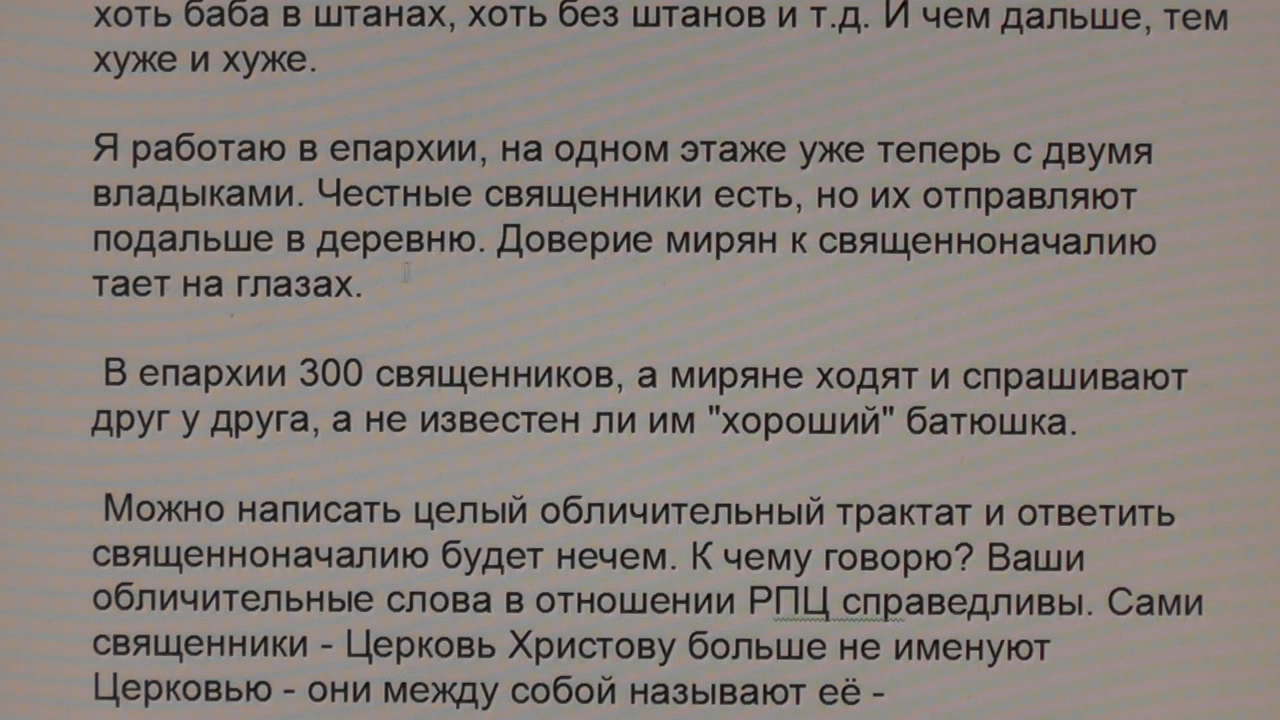 хоть баба в штанах, хоть без штанов и т.д. И чем дальше, тем
хуже и хуже.
Я работаю в епархии, на одном этаже уже теперь с двумя
владыками. Честные священники есть, но их отправляют
подальше в деревню. Доверие мирян к священноначалию
тает на глазах.
В епархии 300 священников, а миряне ходят и спрашивают
друг у друга, а не известен ли им "хороший" батюшка.
Можно написать целый обличительный трактат и ответить
священноначалию будет нечем. К чему говорю? Ваши
обличительные слова в отношении РПЦ справедливы. Сами
священники - Церковь Христову больше не именуют
Церковью - они между собой называют её -